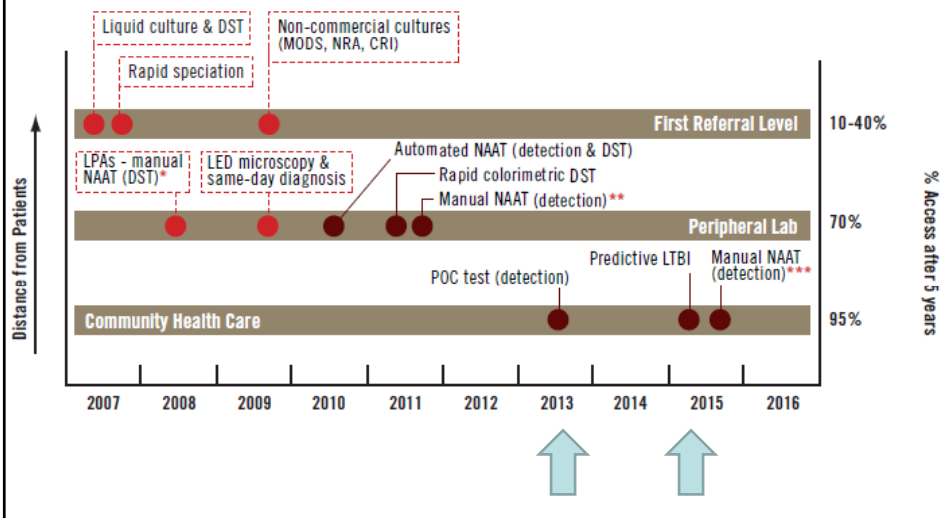 Liquid culture & DST
Non-commercial cultures
(MODS, NRA, CRI)
Rapid speciation
First Referral Level
10-40%
LPAs - manual
NAAT (DST)*
LED microscopy &
same-day diagnosis
Automated NAAT (detection & DST)
Rapid colorimetric DST
Manual NAAT (detection)**
Peripheral Lab
70%
POC test (detection)
Predictive LTBI
Manual NAAT
(detection)***
Community Health Care
95%
Distance from Patients
% Access after 5 years
2007 2008 2009 2010 2011 2012 2013 2014 2015 2016